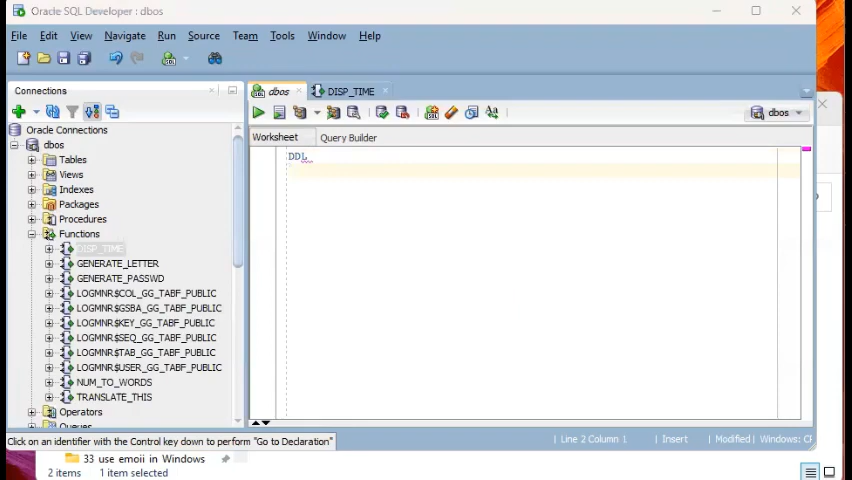 Oracle SQL Developer : dbos
File Edit View Navigate Run Source Team Tools Window Help
Connections
dbos
DISP_TIME
dbos
Worksheet
Query Builder
Oracle Connections
dbos
Tables
Views
Indexes
Packages
Procedures
Functions
DISP_TIME
GENERATE_LETTER
GENERATE_PASSWD
LOGMNR$COL_GG_TABF_PUBLIC
LOGMNR$GSBA_GG_TABF_PUBLIC
LOGMNR$KEY_GG_TABF_PUBLIC
LOGMNR$SEQ_GG_TABF_PUBLIC
LOGMNR$TAB_GG_TABF_PUBLIC
LOGMNR$USER_GG_TABF_PUBLIC
NUM_TO_WORDS
TRANSLATE_THIS
Operators
Queues
DDL
Click on an identifier with the Control key down to perform "Go to Declaration"
Line 2 Column 1
Insert
Modified
Windows: CF
33 use emoii in Windows
2 items 1 item selected